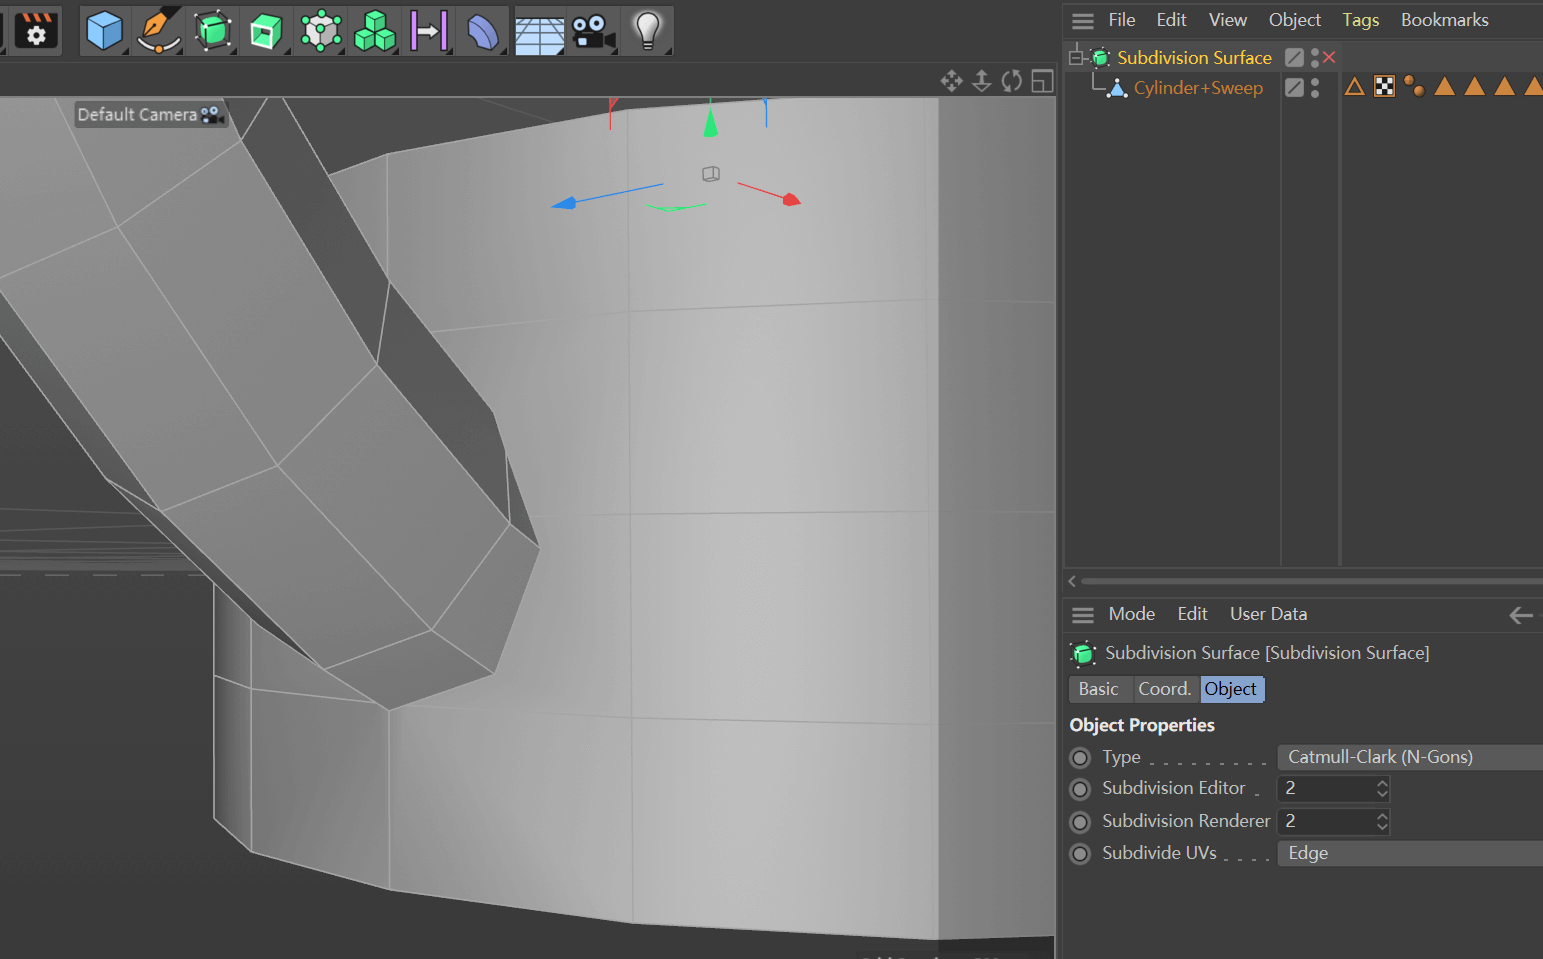 File Edit View Object Tags Bookmarks
Subdivision Surface
Cylinder+Sweep
Default Camera
Mode Edit User Data
Subdivision Surface [Subdivision Surface]
Basic Coord. Object
Object Properties
Type Catmull-Clark (N-Gons)
Subdivision Editor 2
Subdivision Renderer 2
Subdivide UVs Edge